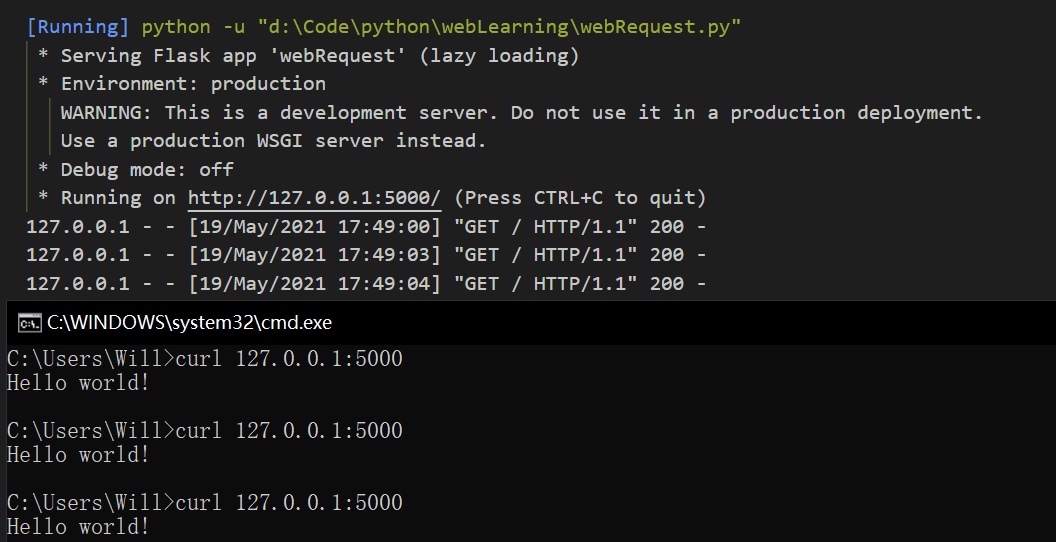 [Running] python -u "d:\Code\python\webLearning\webRequest.py"
* Serving Flask app 'webRequest' (lazy loading)
* Environment: production
WARNING: This is a development server. Do not use it in a production deployment.
Use a production WSGI server instead.
* Debug mode: off
* Running on http://127.0.0.1:5000/ (Press CTRL+C to quit)
127.0.0.1 - - [19/May/2021 17:49:00] "GET / HTTP/1.1" 200 -
127.0.0.1 - - [19/May/2021 17:49:03] "GET / HTTP/1.1" 200 -
127.0.0.1 - - [19/May/2021 17:49:04] "GET / HTTP/1.1" 200 -
C:\WINDOWS\system32\cmd.exe
C:\Users\Will>curl 127.0.0.1:5000
Hello world!
C:\Users\Will>curl 127.0.0.1:5000
Hello world!
C:\Users\Will>curl 127.0.0.1:5000
Hello world!